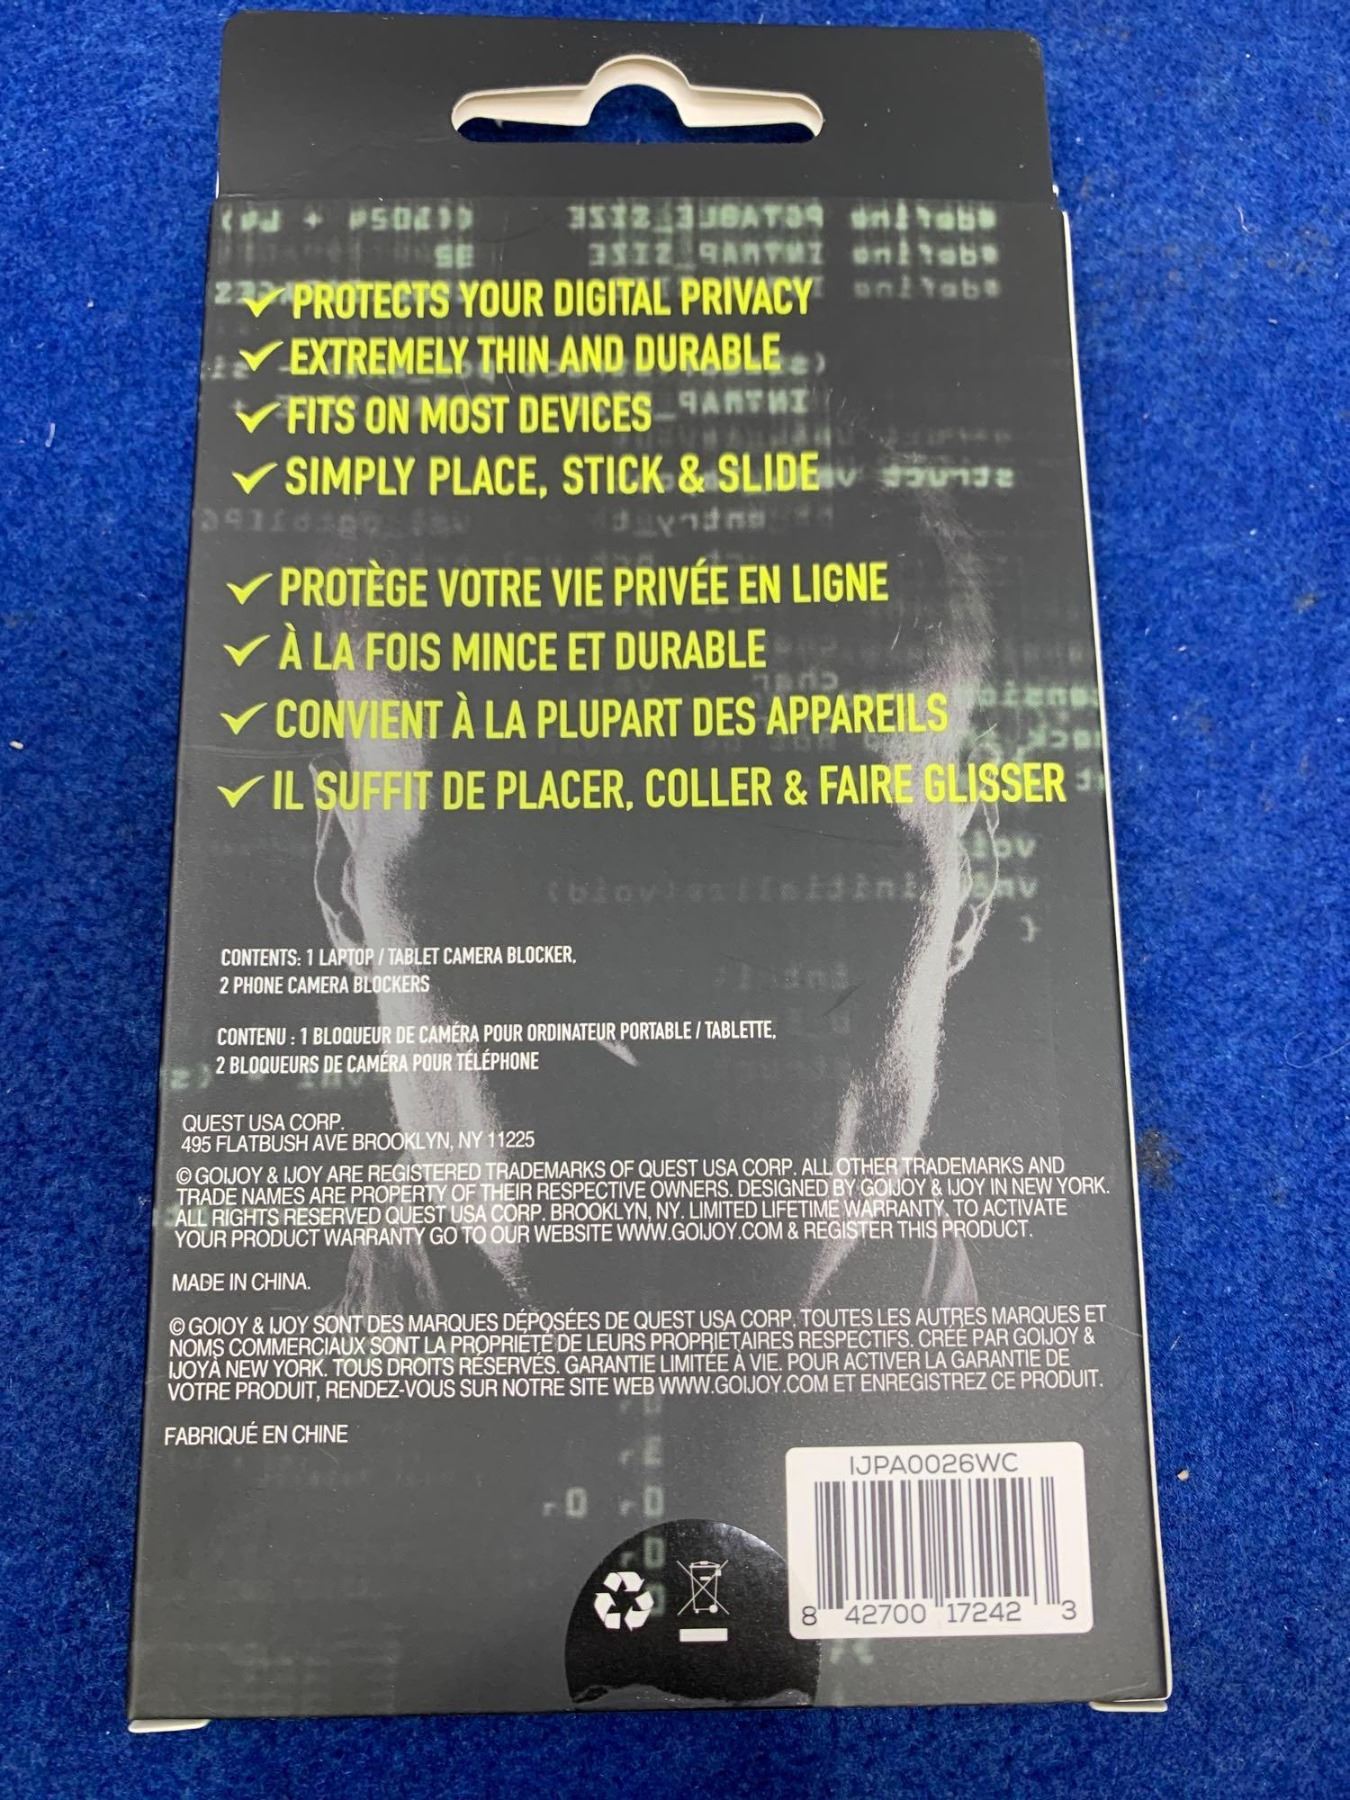 PROTECTS YOUR DIGITAL PRIVACY
EXTREMELY THIN AND DURABLE
FITS ON MOST DEVICES
SIMPLY PLACE, STICK & SLIDE
PROTÈGE VOTRE VIE PRIVÉE EN LIGNE
À LA FOIS MINCE ET DURABLE
CONVIENT À LA PLUPART DES APPAREILS
IL SUFFIT DE PLACER, COLLER & FAIRE GLISSER
CONTENTS: 1 LAPTOP / TABLET CAMERA BLOCKER,
2 PHONE CAMERA BLOCKERS
CONTENU : 1 BLOQUEUR DE CAMÉRA POUR ORDINATEUR PORTABLE / TABLETTE,
2 BLOQUEURS DE CAMÉRA POUR TÉLÉPHONE
QUEST USA CORP.
495 FLATBUSH AVE BROOKLYN, NY 11225
© GOIJOY & IJOY ARE REGISTERED TRADEMARKS OF QUEST USA CORP. ALL OTHER TRADEMARKS AND
TRADE NAMES ARE PROPERTY OF THEIR RESPECTIVE OWNERS. DESIGNED BY GOIJOY & IJOY IN NEW YORK.
ALL RIGHTS RESERVED QUEST USA CORP. BROOKLYN, NY. LIMITED LIFETIME WARRANTY. TO ACTIVATE
YOUR PRODUCT WARRANTY GO TO OUR WEBSITE WWW.GOIJOY.COM & REGISTER THIS PRODUCT.
MADE IN CHINA.
© GOIOY & IJOY SONT DES MARQUES DÉPOSÉES DE QUEST USA CORP. TOUTES LES AUTRES MARQUES ET
NOMS COMMERCIAUX SONT LA PROPRIÉTÉ DE LEURS PROPRIÉTAIRES RESPECTIFS. CRÉÉ PAR GOIJOY &
IJOYÀ NEW YORK. TOUS DROITS RÉSERVÉS. GARANTIE LIMITÉE À VIE. POUR ACTIVER LA GARANTIE DE
VOTRE PRODUIT, RENDEZ-VOUS SUR NOTRE SITE WEB WWW.GOIJOY.COM ET ENREGISTREZ CE PRODUIT.
FABRIQUÉ EN CHINE
IJPA0026WC
8 42700 17242 3